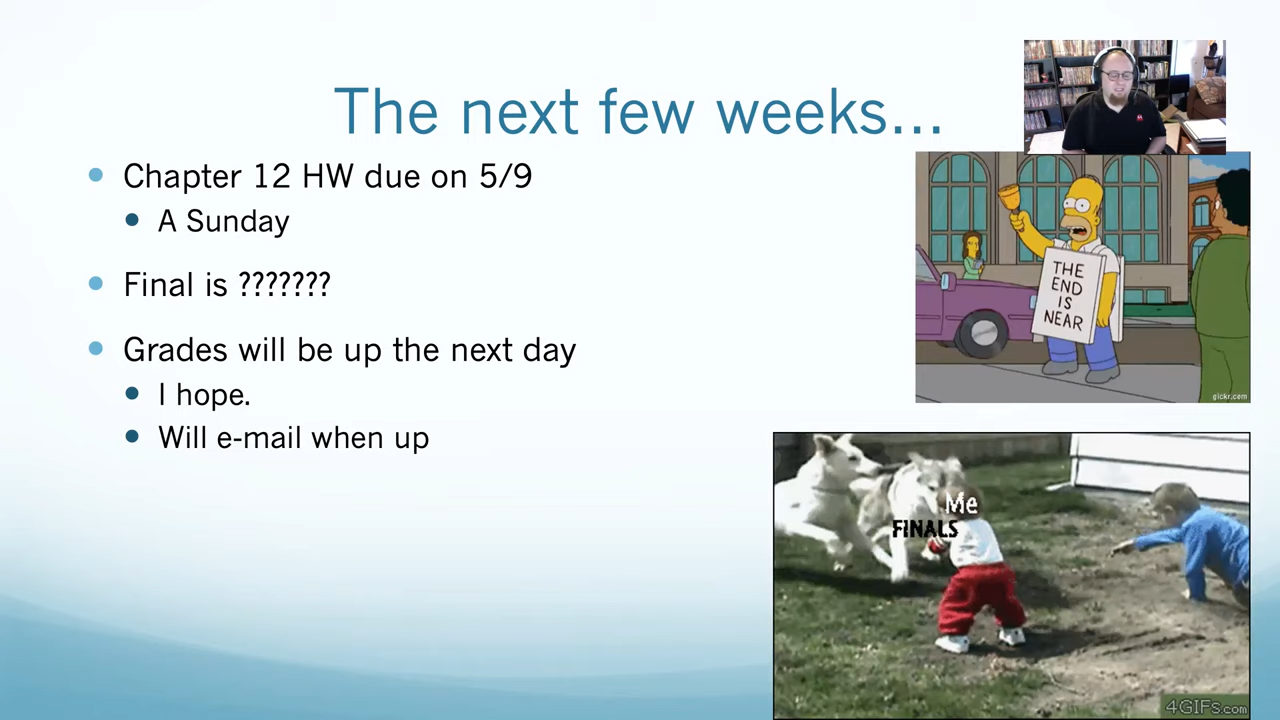 The next few weeks...
Chapter 12 HW due on 5/9
A Sunday
Final is ???????
Grades will be up the next day
I hope.
Will e-mail when up
THE
END
IS
NEAR
gickr.com
Me
FINALS
4GIFs.com